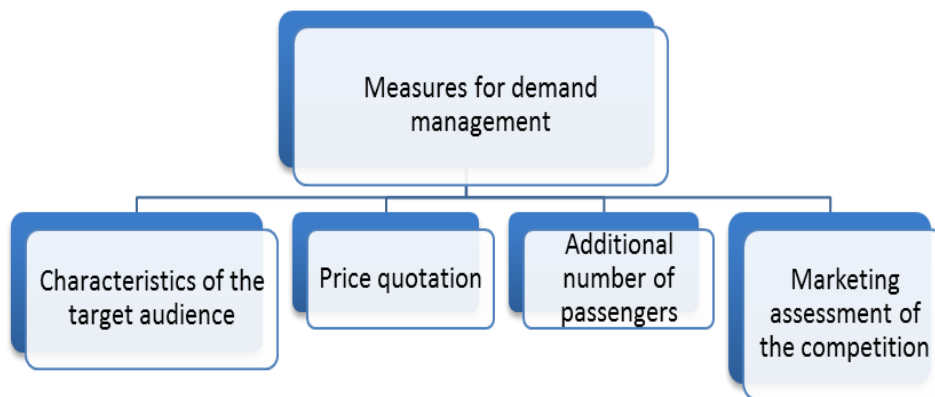 Measures for demand
management
Characteristics of the
target audience
Price quotation
Additional
number of
passengers
Marketing
assessment of
the competition